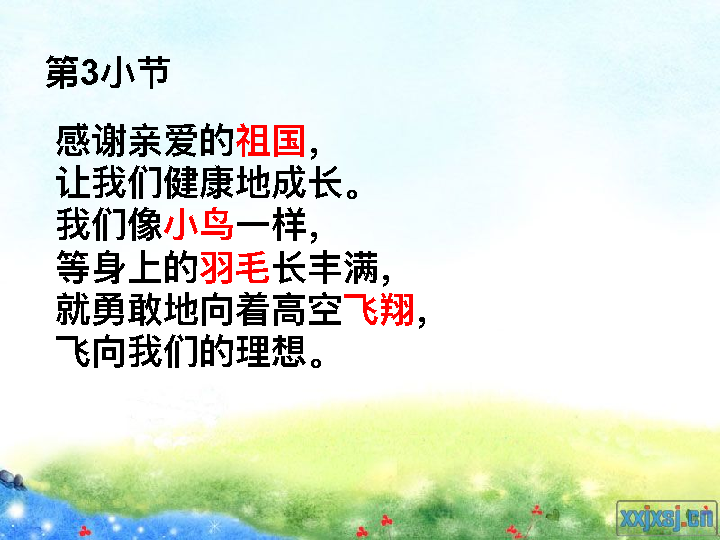 第3小节
感谢亲爱的祖国，
让我们健康地成长。
我们像小鸟一样，
等身上的羽毛长丰满，
就勇敢地向着高空飞翔，
飞向我们的理想。
xxjxsj.cn